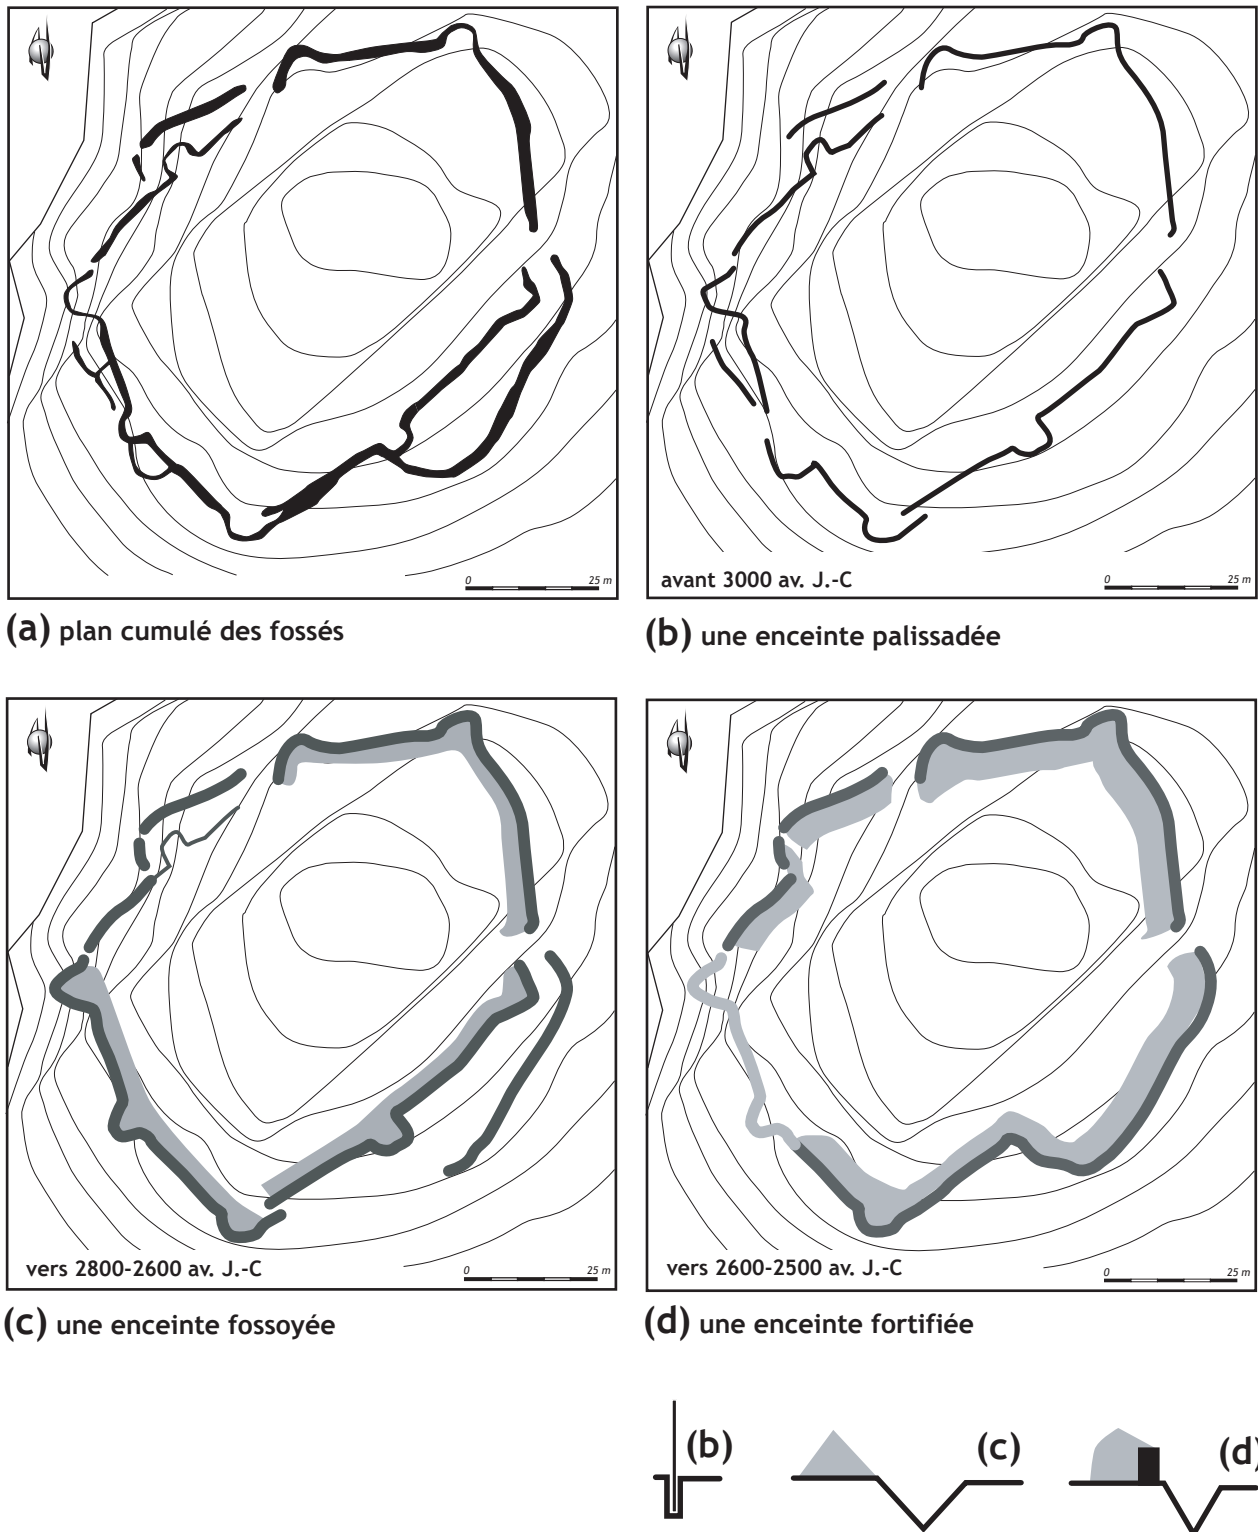 0 25 m
(a) plan cumulé des fossés
avant 3000 av. J.-C
0 25 m
(b) une enceinte palissadée
vers 2800-2600 av. J.-C
0 25 m
(c) une enceinte fossoyée
vers 2600-2500 av. J.-C
0 25 m
(d) une enceinte fortifiée
(b)
(c)
(d)